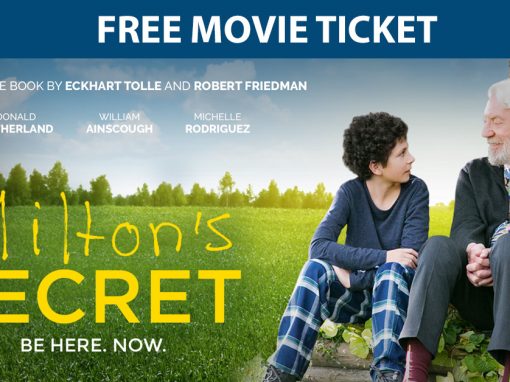 FREE MOVIE TICKET
E BOOK BY ECKHART TOLLE AND ROBERT FRIEDMAN
DONALD WILLIAM MICHELLE
HERLAND AINSCOUGH RODRIGUEZ
ilton's
ECRET
BE HERE. NOW.